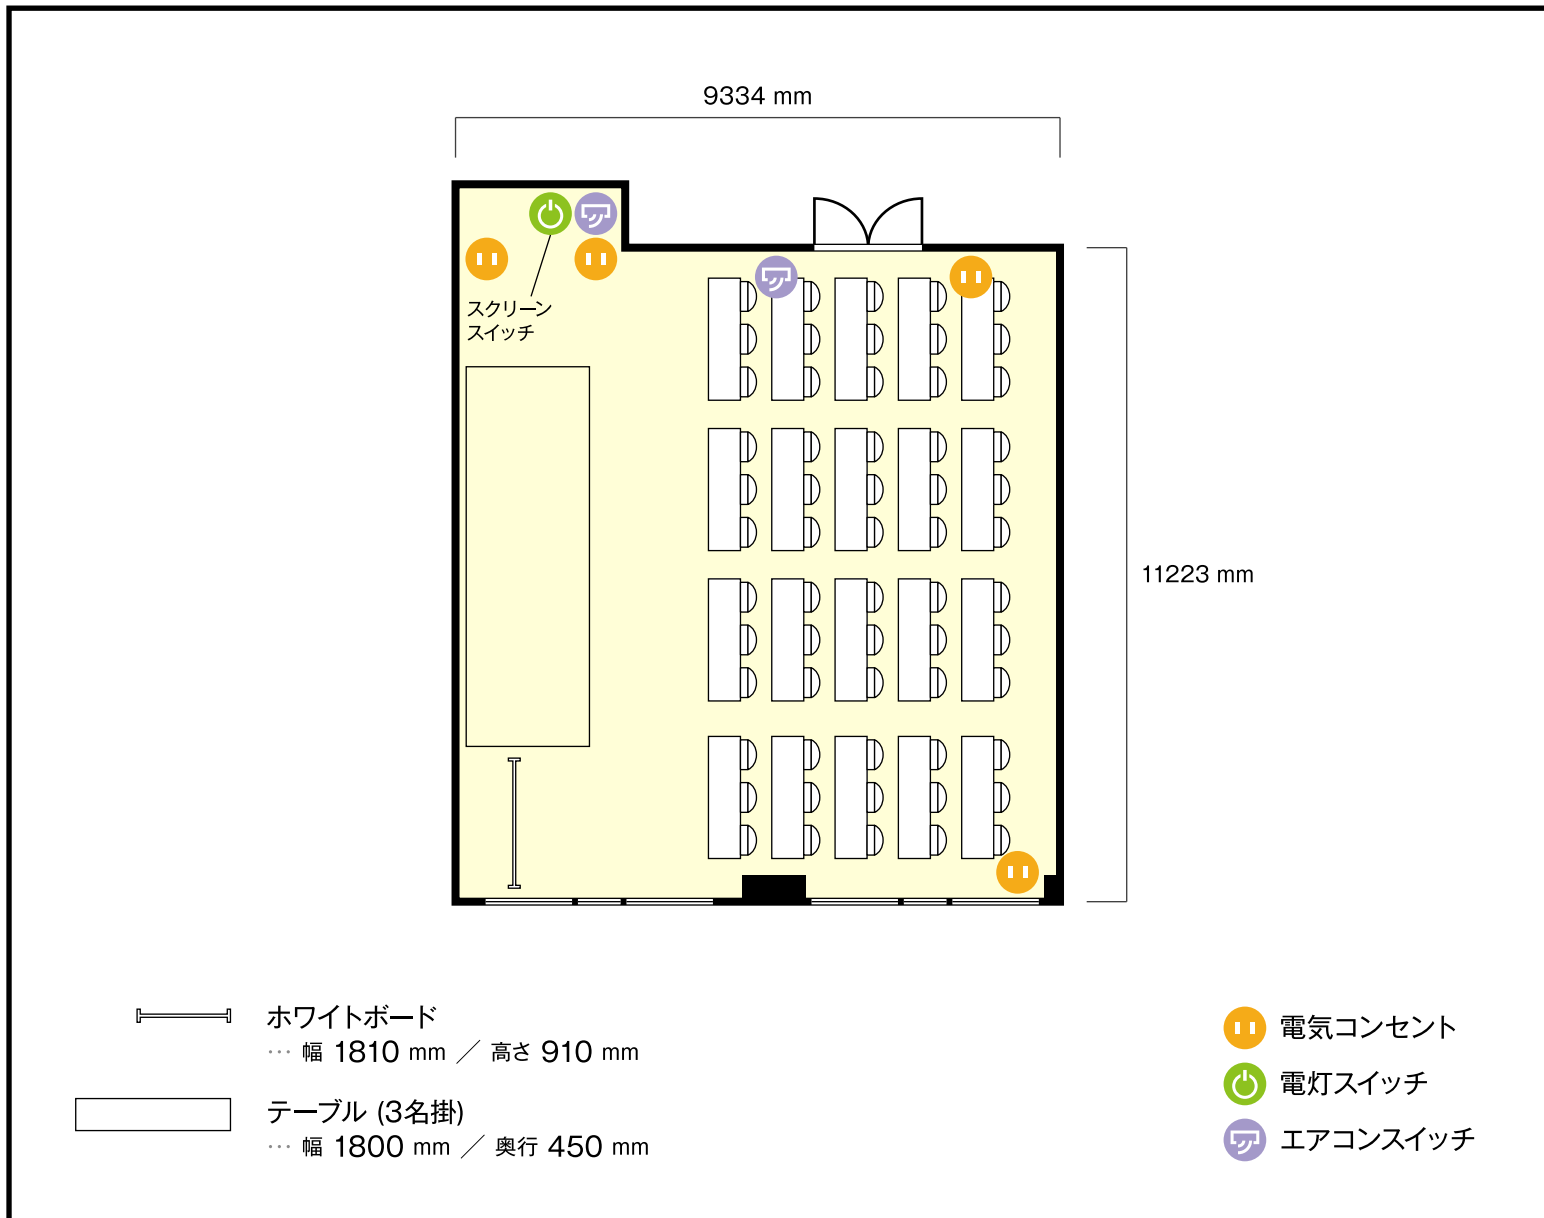 9334 mm
スクリーン
スイッチ
11223 mm
ホワイトボード
… 幅 1810 mm ／ 高さ 910 mm
テーブル (3名掛)
… 幅 1800 mm ／ 奥行 450 mm
電気コンセント
電灯スイッチ
エアコンスイッチ